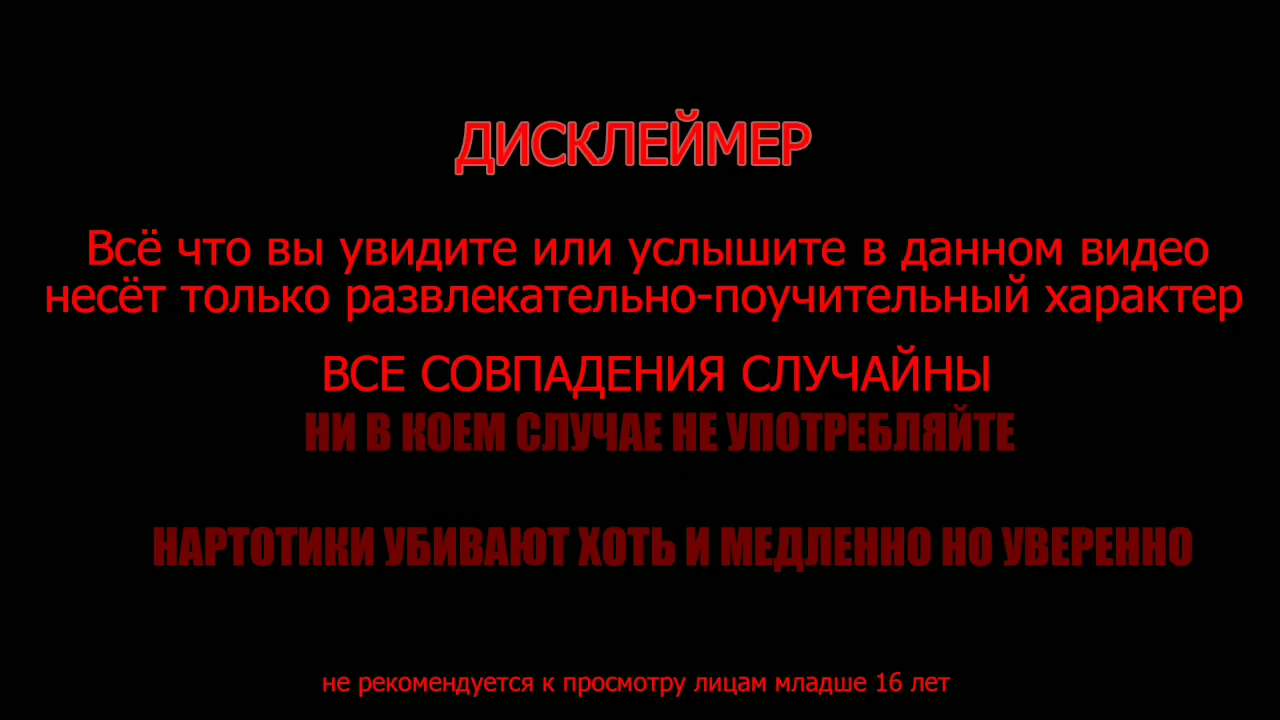 ДИСКЛЕЙМЕР
Всё что вы увидите или услышите в данном видео
несёт только развлекательно-поучительный характер
ВСЕ СОВПАДЕНИЯ СЛУЧАЙНЫ
НИ В КОЕМ СЛУЧАЕ НЕ УПОТРЕБЛЯЙТЕ
НАРТОТИКИ УБИВАЮТ ХОТЬ И МЕДЛЕННО НО УВЕРЕННО
не рекомендуется к просмотру лицам младше 16 лет